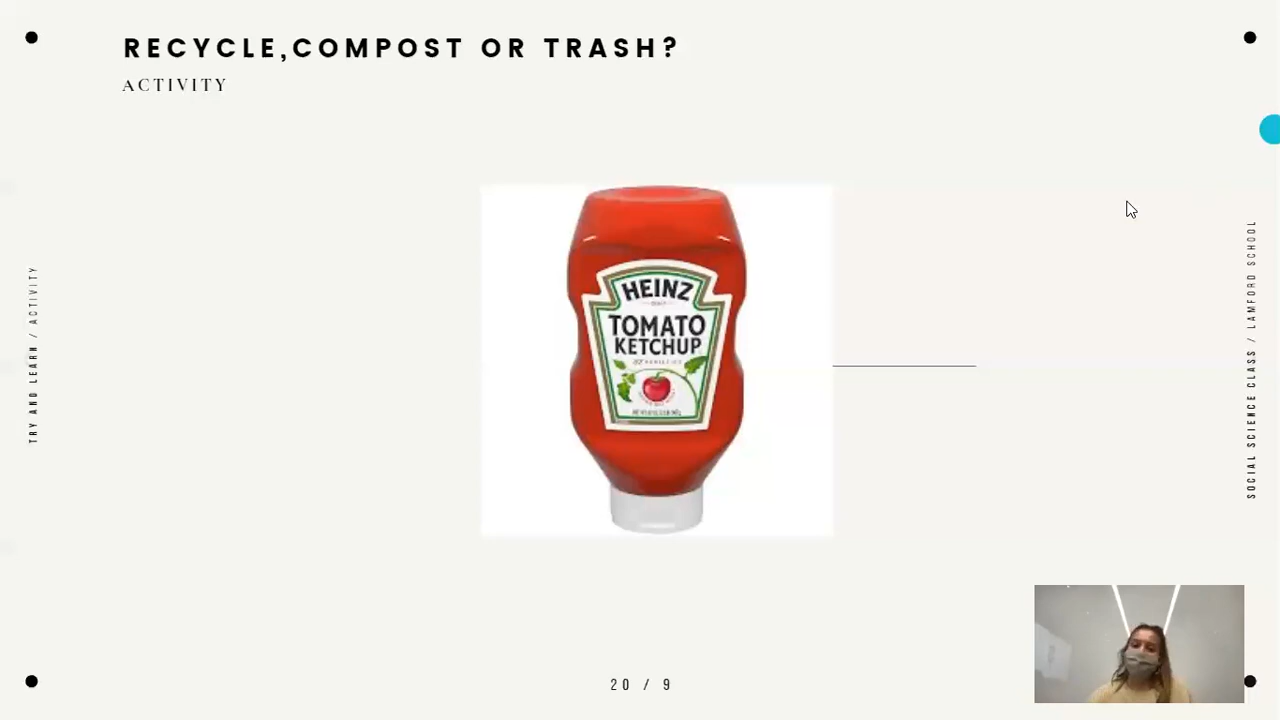 RECYCLE,COMPOST OR TRASH?
ACTIVITY
TRY AND LEARN / ACTIVITY
HEINZ
TOMATO
KETCHUP
SOCIAL SCIENCE CLASS / LAMFORD SCHOOL
20 / 9